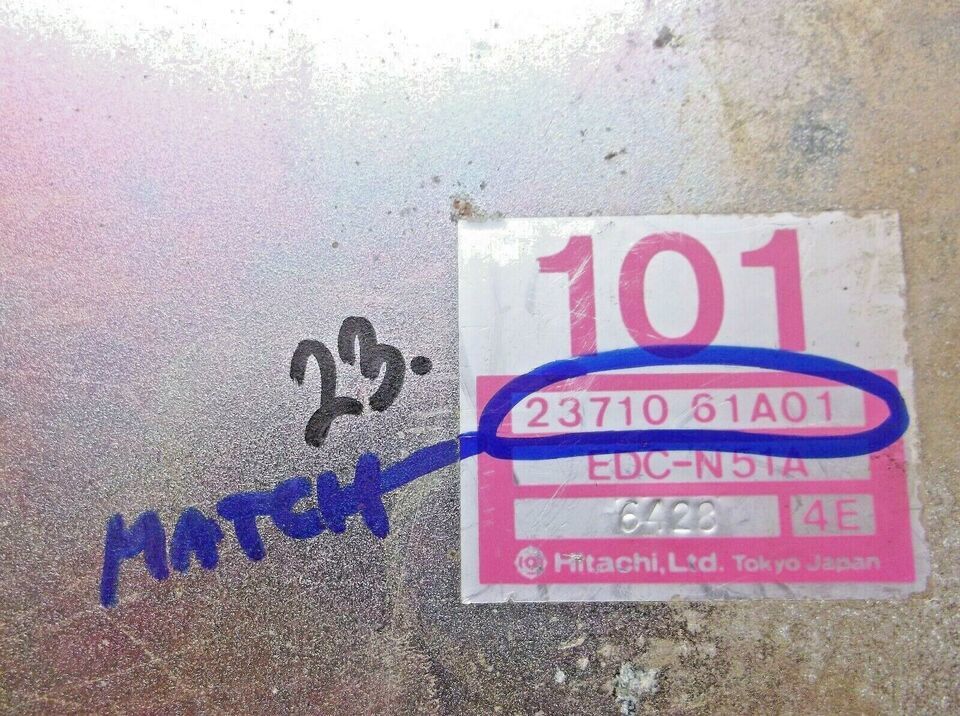 101
23.
23710 61A01
MATCH
EDC-N51A
6423
4E
Hitachi, Ltd. Tokyo Japan